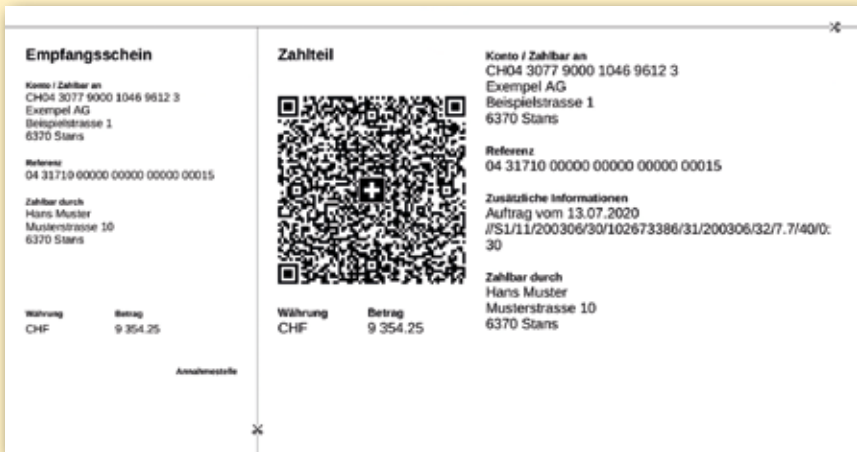 Empfangsschein
Konto / Zahlbar an
CH04 3077 9000 1046 9612 3
Exempel AG
Beispielstrasse 1
6370 Stans
Referenz
04 31710 00000 00000 00000 00015
Zahlbar durch
Hans Muster
Musterstrasse 10
6370 Stans
Währung Betrag
CHF 9 354.25
Annahmestelle
Zahlteil
Währung Betrag
CHF 9 354.25
Konto / Zahlbar an
CH04 3077 9000 1046 9612 3
Exempel AG
Beispielstrasse 1
6370 Stans
Referenz
04 31710 00000 00000 00000 00015
Zusätzliche Informationen
Auftrag vom 13.07.2020
//S1/11/200306/30/102673386/31/200306/32/7.7/40/0:
30
Zahlbar durch
Hans Muster
Musterstrasse 10
6370 Stans